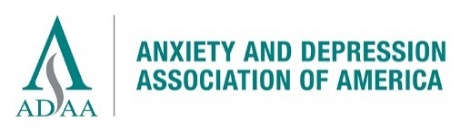 ADAA
ANXIETY AND DEPRESSION
ASSOCIATION OF AMERICA